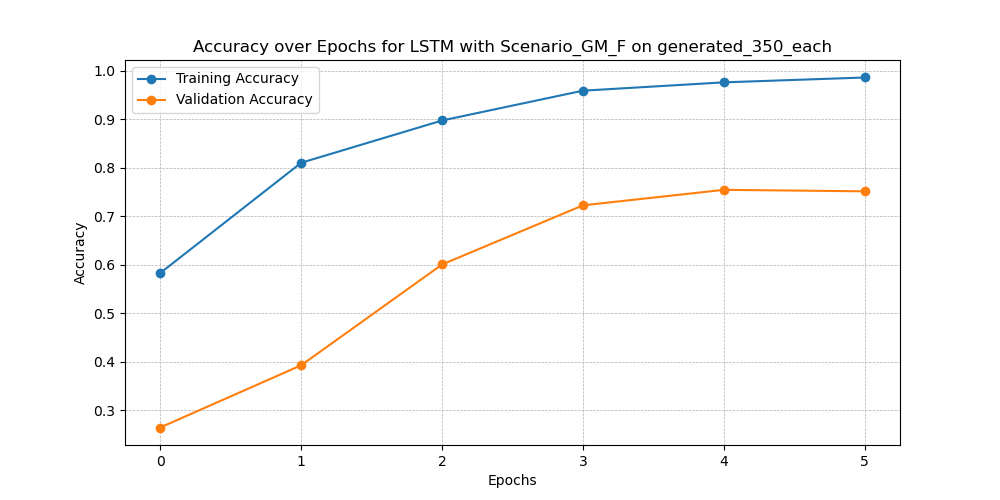 Accuracy over Epochs for LSTM with Scenario_GM_F on generated_350_each
Training Accuracy
Validation Accuracy
1.0
0.9
0.8
0.7
0.6
0.5
0.4
0.3
Accuracy
0 1 2 3 4 5
Epochs